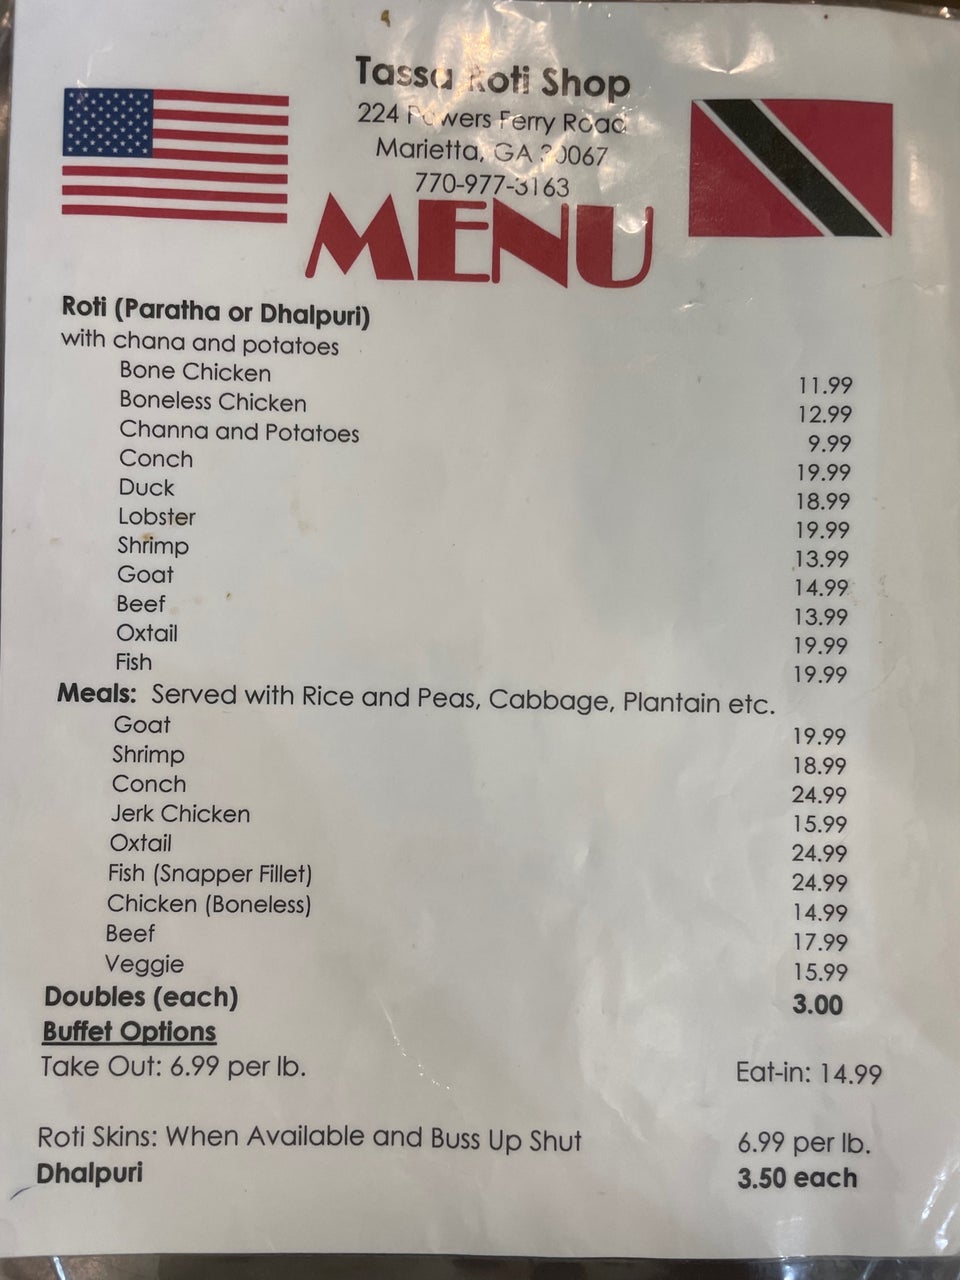 Tassa Roti Shop
224 Powers Ferry Road
Marietta, GA 30067
770-977-3163
MENU
Roti (Paratha or Dhalpuri)
with chana and potatoes
Bone Chicken 11.99
Boneless Chicken 12.99
Channa and Potatoes 9.99
Conch 19.99
Duck 18.99
Lobster 19.99
Shrimp 13.99
Goat 14.99
Beef 13.99
Oxtail 19.99
Fish 19.99
Meals: Served with Rice and Peas, Cabbage, Plantain etc.
Goat 19.99
Shrimp 18.99
Conch 24.99
Jerk Chicken 15.99
Oxtail 24.99
Fish (Snapper Fillet) 24.99
Chicken (Boneless) 14.99
Beef 17.99
Veggie 15.99
Doubles (each) 3.00
Buffet Options
Take Out: 6.99 per lb. Eat-in: 14.99
Roti Skins: When Available and Buss Up Shut 6.99 per lb.
Dhalpuri 3.50 each